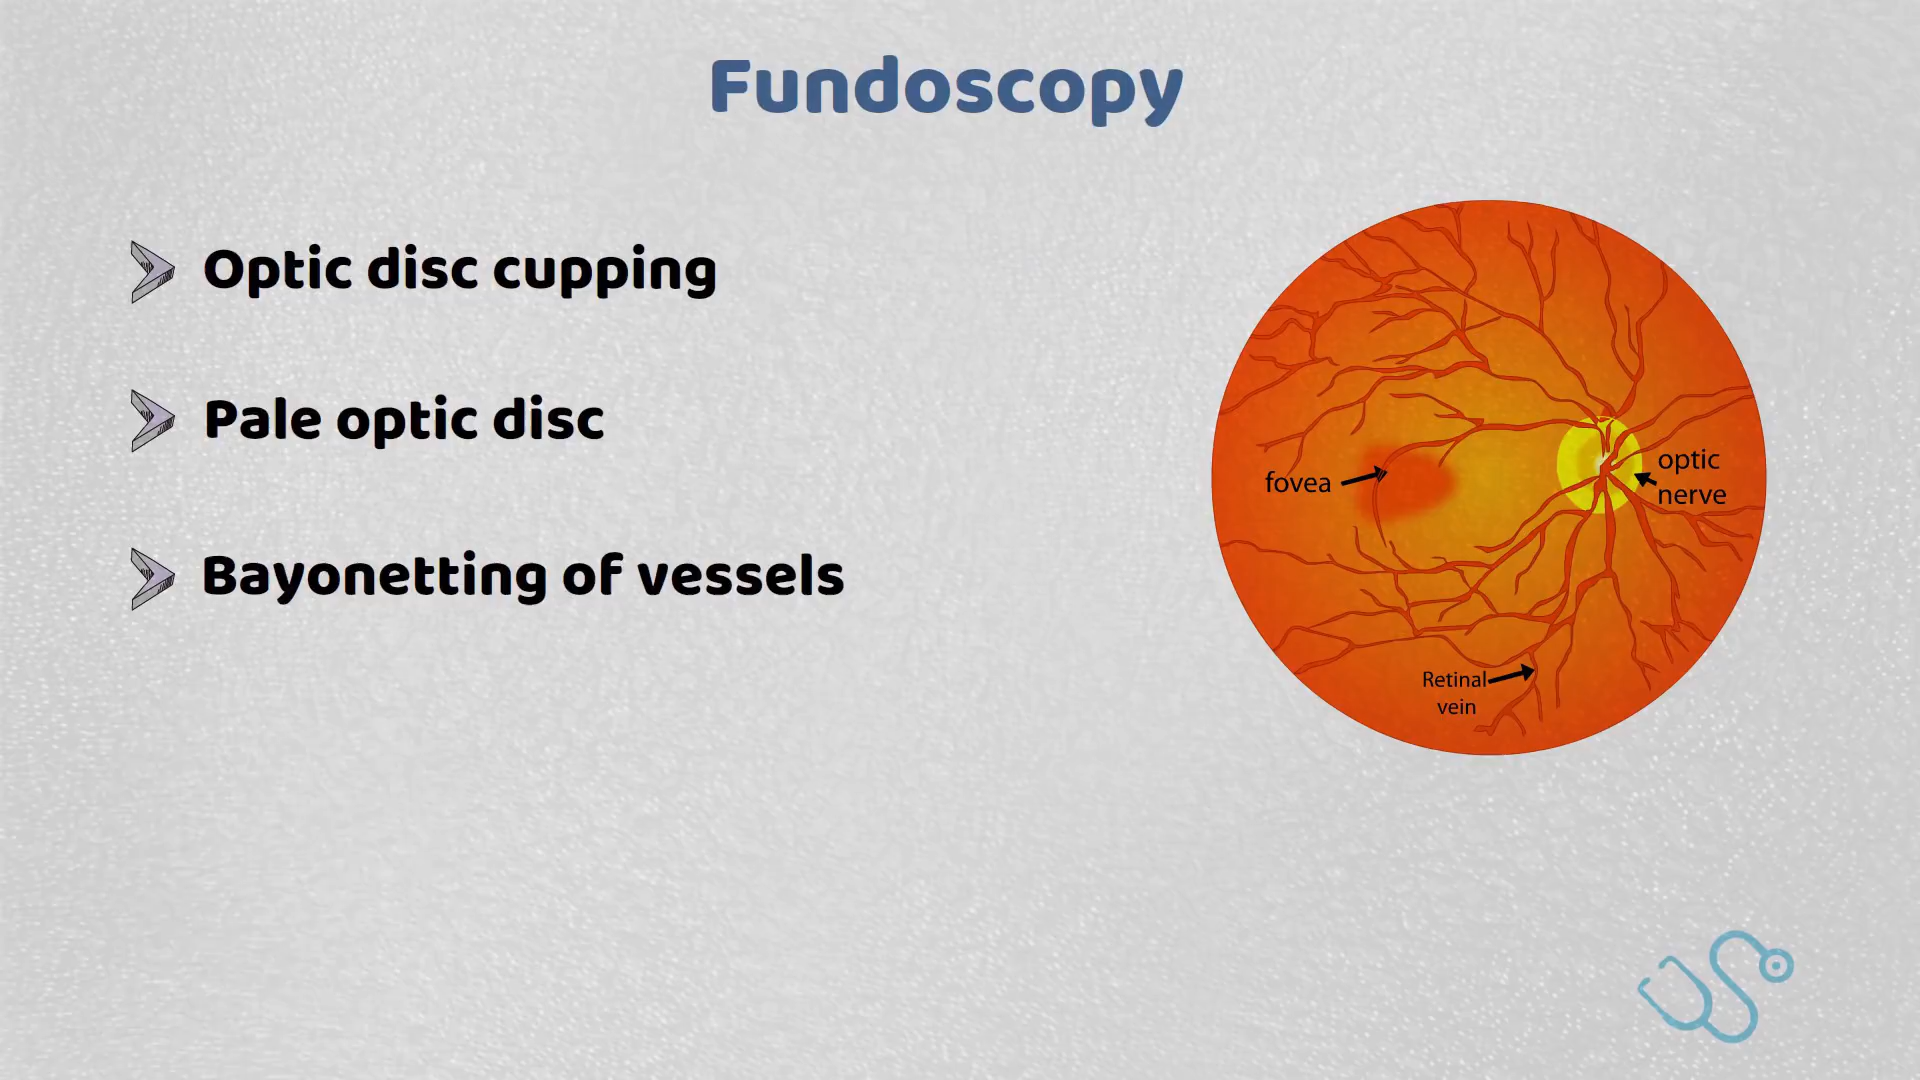 Fundoscopy
Optic disc cupping
Pale optic disc
Bayonetting of vessels
fovea
optic
nerve
Retinal
vein